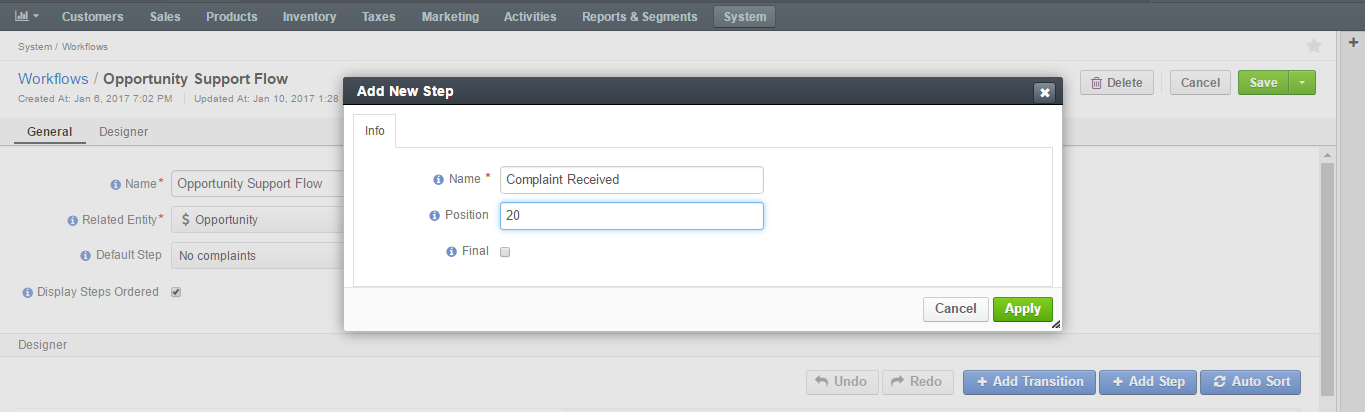 Customers Sales Products Inventory Taxes Marketing Activities Reports & Segments System
System / Workflows
Workflows / Opportunity Support Flow
Delete Cancel Save
Created At: Jan 6, 2017 7:02 PM Updated At: Jan 10, 2017 1:28
Add New Step
General Designer
Info
Name * Opportunity Support Flow
Name * Complaint Received
Related Entity * $ Opportunity
Position 20
Default Step No complaints
Final
Display Steps Ordered
Cancel Apply
Designer
Undo Redo + Add Transition + Add Step Auto Sort